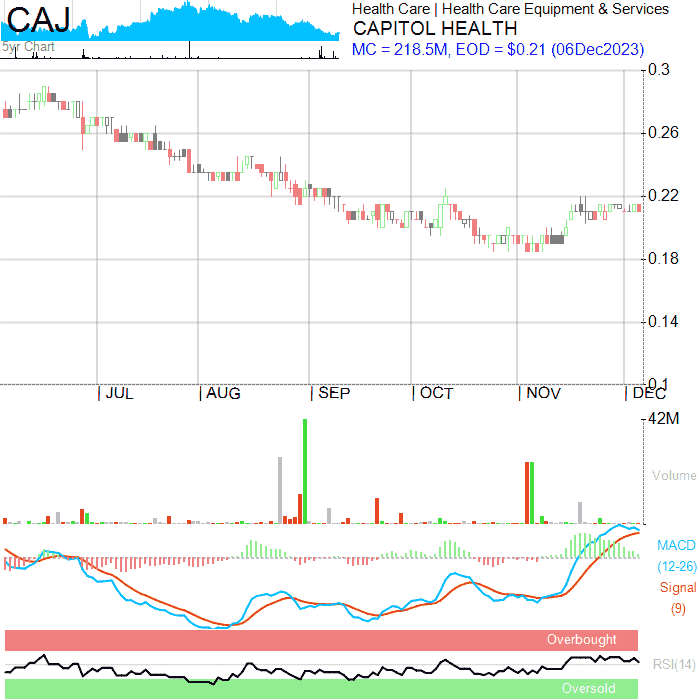 CAJ
5yr Chart
Health Care | Health Care Equipment & Services
CAPITOL HEALTH
MC = 218.5M, EOD = $0.21 (06Dec2023)
0.3
0.26
0.22
0.18
0.14
0.1
| JUL | AUG | SEP | OCT | NOV | DEC
42M
Volume
MACD
(12-26)
Signal
(9)
Overbought
RSI(14)
Oversold